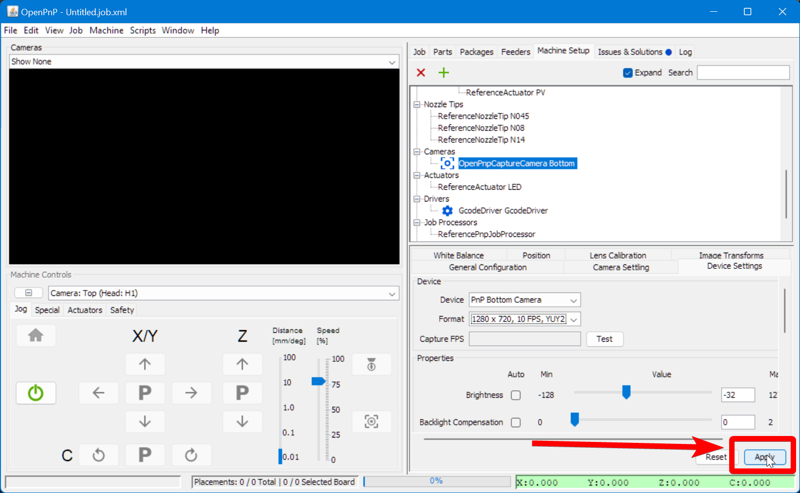 OpenPnP - Untitled.job.xml
File Edit View Job Machine Scripts Window Help
Cameras
Show None
Machine Controls
Camera: Top (Head: H1)
Jog Special Actuators Safety
X/Y Z
Distance [mm/deg]
Speed [%]
100
10
1.0
0.1
0.01
100
75
50
25
0
P P
C P
Job Parts Packages Feeders Machine Setup Issues & Solutions Log
Expand Search
ReferenceActuator PV
Nozzle Tips
ReferenceNozzleTip N045
ReferenceNozzleTip N08
ReferenceNozzleTip N14
Cameras
OpenPnpCaptureCamera Bottom
Actuators
ReferenceActuator LED
Drivers
GcodeDriver GcodeDriver
Job Processors
ReferencePnpJobProcessor
White Balance Position Lens Calibration Image Transforms
General Configuration Camera Settling Device Settings
Device
Device PnP Bottom Camera
Format 1280 x 720, 10 FPS, YUY2
Capture FPS Test
Properties
Auto Min Value Ma
Brightness -128 -32 12
Backlight Compensation 0 0 2
Reset Apply
Placements: 0 / 0 Total | 0 / 0 Selected Board 0% X:0.000 Y:0.000 Z:0.000 C:0.000